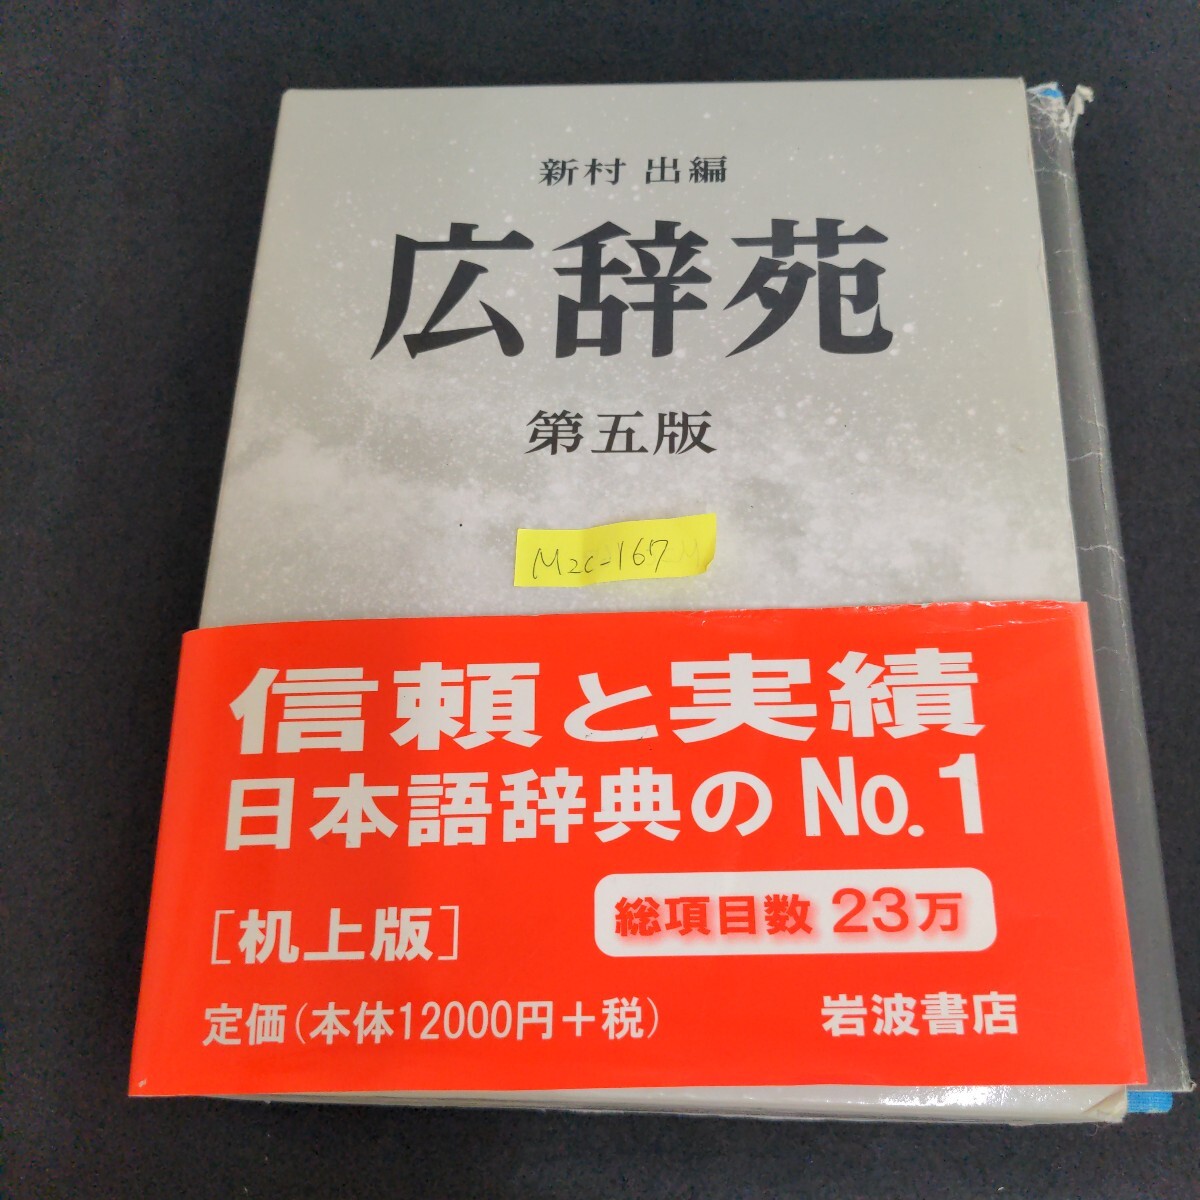 新村 出編
広辞苑
第五版
M2C-167
信頼と実績
日本語辞典のNo.1
総項目数 23万
[机上版]
定価(本体12000円+税)
岩波書店